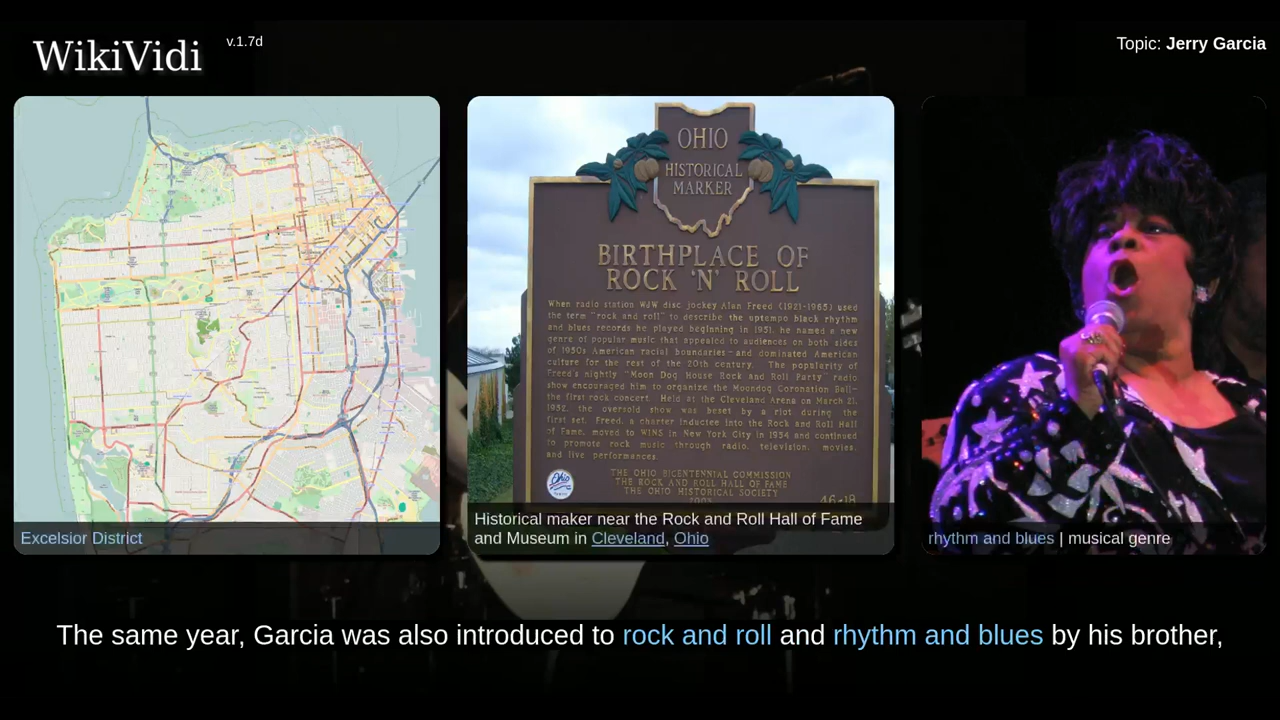 WikiVidi
v.1.7d
Topic: Jerry Garcia
Excelsior District
OHIO
HISTORICAL
MARKER
BIRTHPLACE OF
ROCK 'N' ROLL
When radio station WJW disc jockey Alan Freed (1921-1965) used
the term "rock and roll" to describe the uptempo black rhythm
and blues records he played beginning in 1951, he named a new
genre of popular music that appealed to audiences on both sides
of 1950s American racial boundaries—and dominated American
culture for the rest of the 20th century. The popularity of
Freed's nightly "Moon Dog House Rock and Roll Party" radio
show encouraged him to organize the Moondog Coronation Ball—
the first rock concert. Held at the Cleveland Arena on March 21,
1952, the oversold show was beset by a riot during the
first set. Freed, a charter inductee into the Rock and Roll Hall
of Fame, moved to WINS in New York City in 1954 and continued
to promote rock music through radio, television, movies,
and live performances.
Ohio
THE OHIO BICENTENNIAL COMMISSION
THE ROCK AND ROLL HALL OF FAME
THE OHIO HISTORICAL SOCIETY
46-18
Historical maker near the Rock and Roll Hall of Fame
and Museum in Cleveland, Ohio
rhythm and blues | musical genre
The same year, Garcia was also introduced to rock and roll and rhythm and blues by his brother,